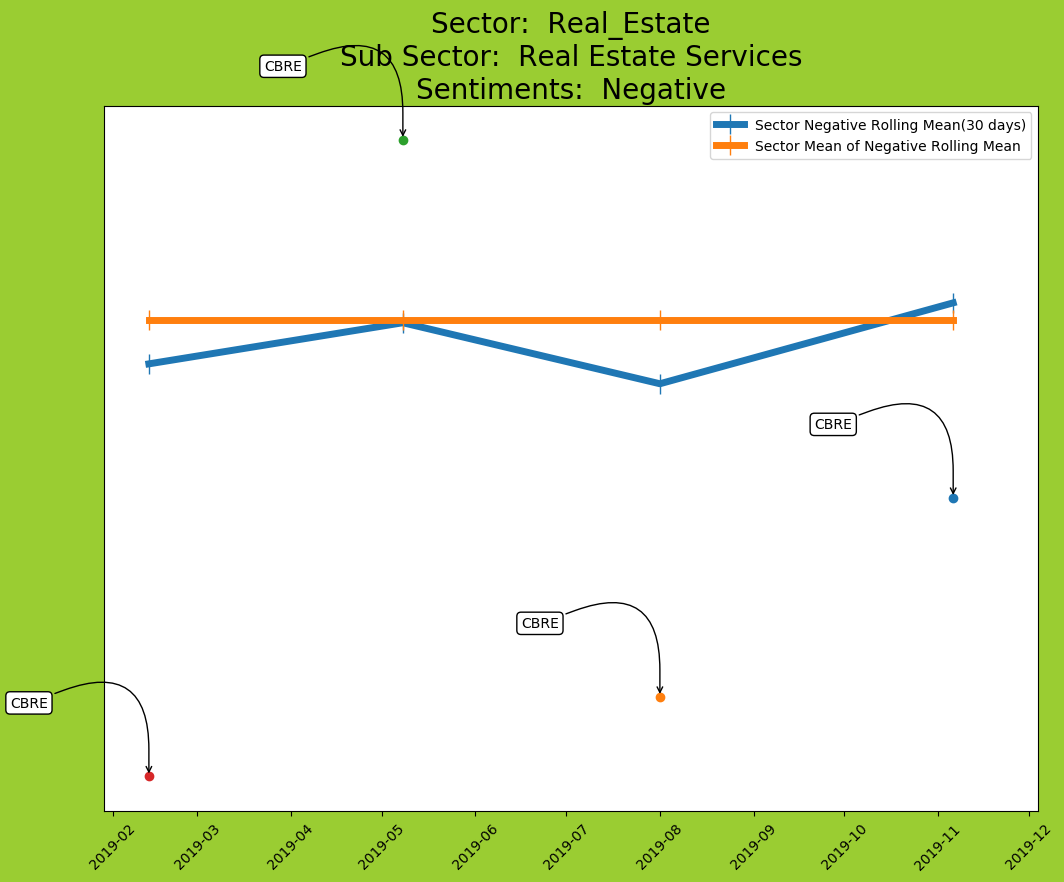 Sector:  Real_Estate
Sub Sector:  Real Estate Services
Sentiments:  Negative
CBRE
Sector Negative Rolling Mean(30 days)
Sector Mean of Negative Rolling Mean
CBRE
CBRE
CBRE
2019-02
2019-03
2019-04
2019-05
2019-06
2019-07
2019-08
2019-09
2019-10
2019-11
2019-12